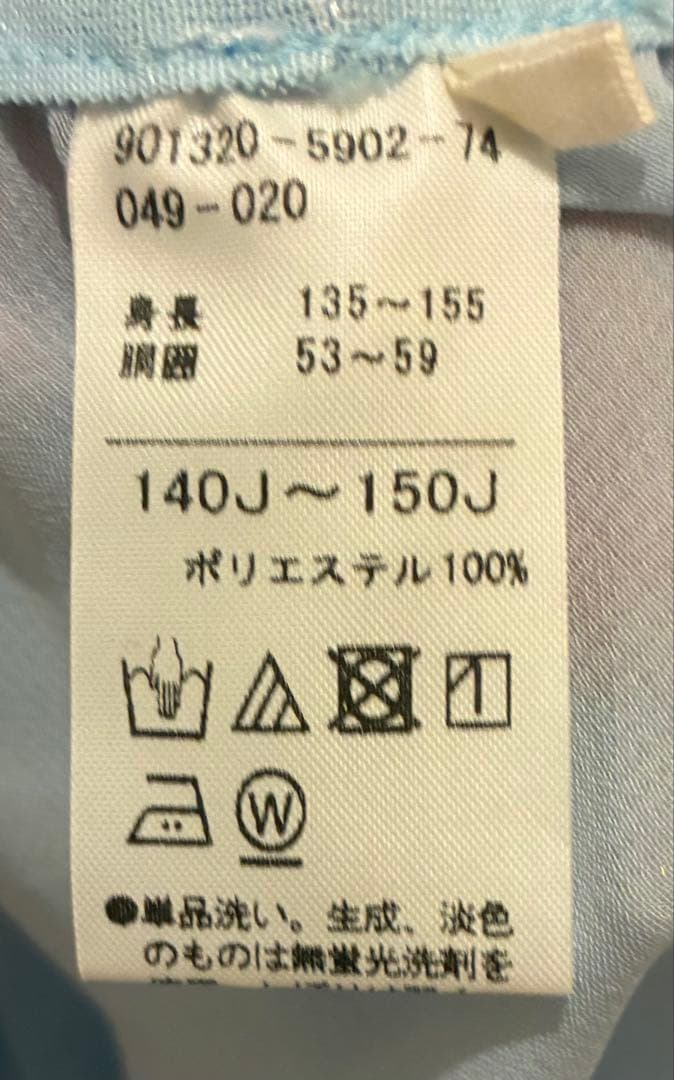 901320-5902-74
049-020
身長 135~155
胴囲 53~59
140J~150J
ポリエステル100%
W
●単品洗い。生成、淡色
のものは無蛍光洗剤を